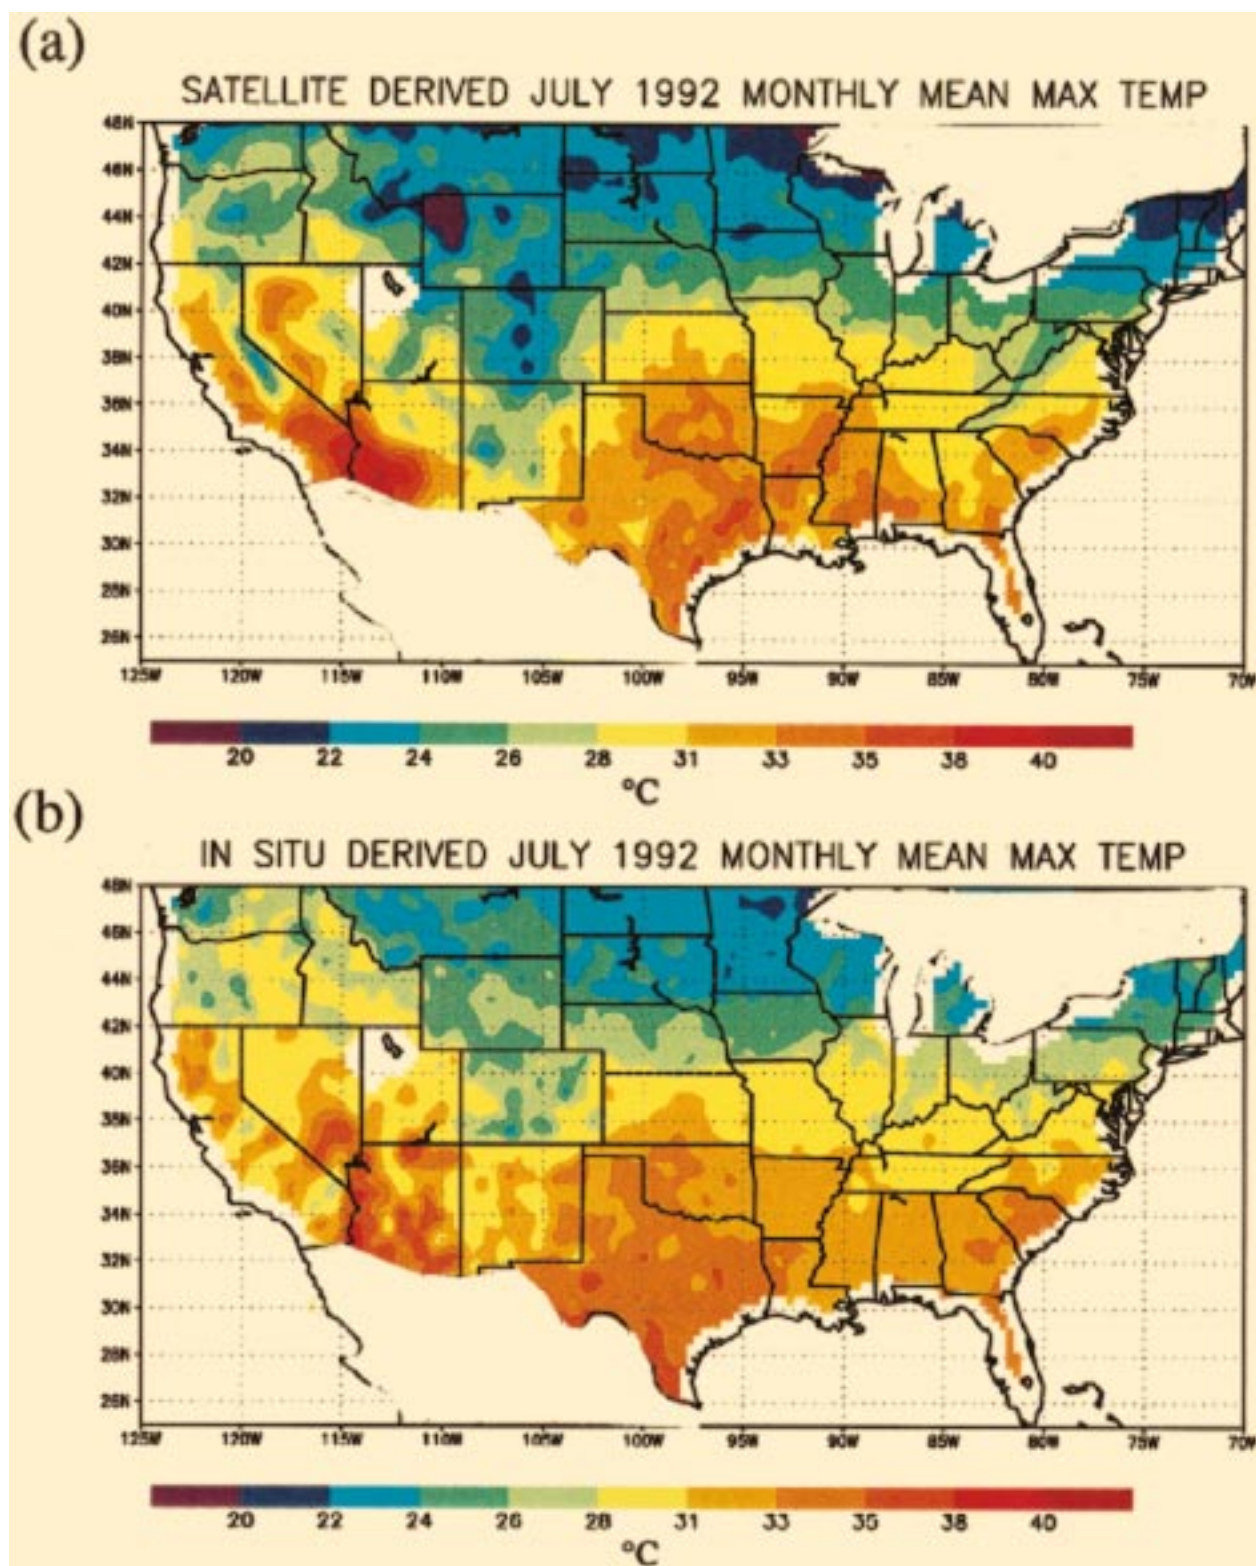 (a)
SATELLITE DERIVED JULY 1992 MONTHLY MEAN MAX TEMP
48N
46N
44N
42N
40N
38N
36N
34N
32N
30N
28N
26N
125W 120W 115W 110W 105W 100W 95W 90W 85W 80W 75W 70W
20 22 24 26 28 31 33 35 38 40
°C
(b)
IN SITU DERIVED JULY 1992 MONTHLY MEAN MAX TEMP
48N
46N
44N
42N
40N
38N
36N
34N
32N
30N
28N
26N
125W 120W 115W 110W 105W 100W 95W 90W 85W 80W 75W 70W
20 22 24 26 28 31 33 35 38 40
°C